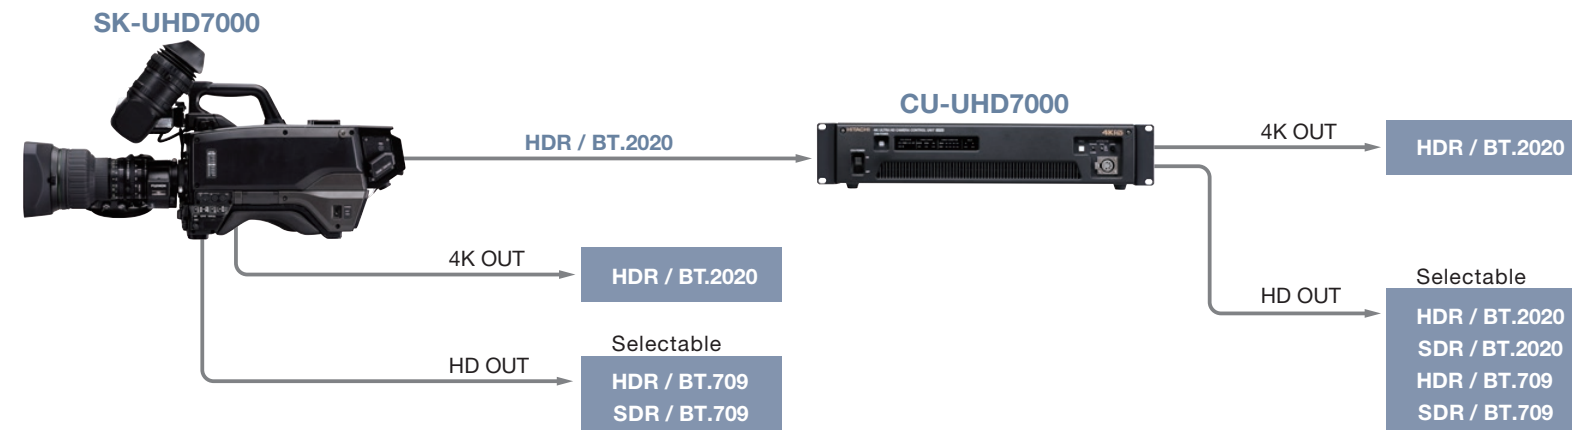 SK-UHD7000
HDR / BT.2020
CU-UHD7000
HITACHI
4K OUT
HDR / BT.2020
4K OUT
HDR / BT.2020
HD OUT
Selectable
HDR / BT.709
SDR / BT.709
HD OUT
Selectable
HDR / BT.2020
SDR / BT.2020
HDR / BT.709
SDR / BT.709